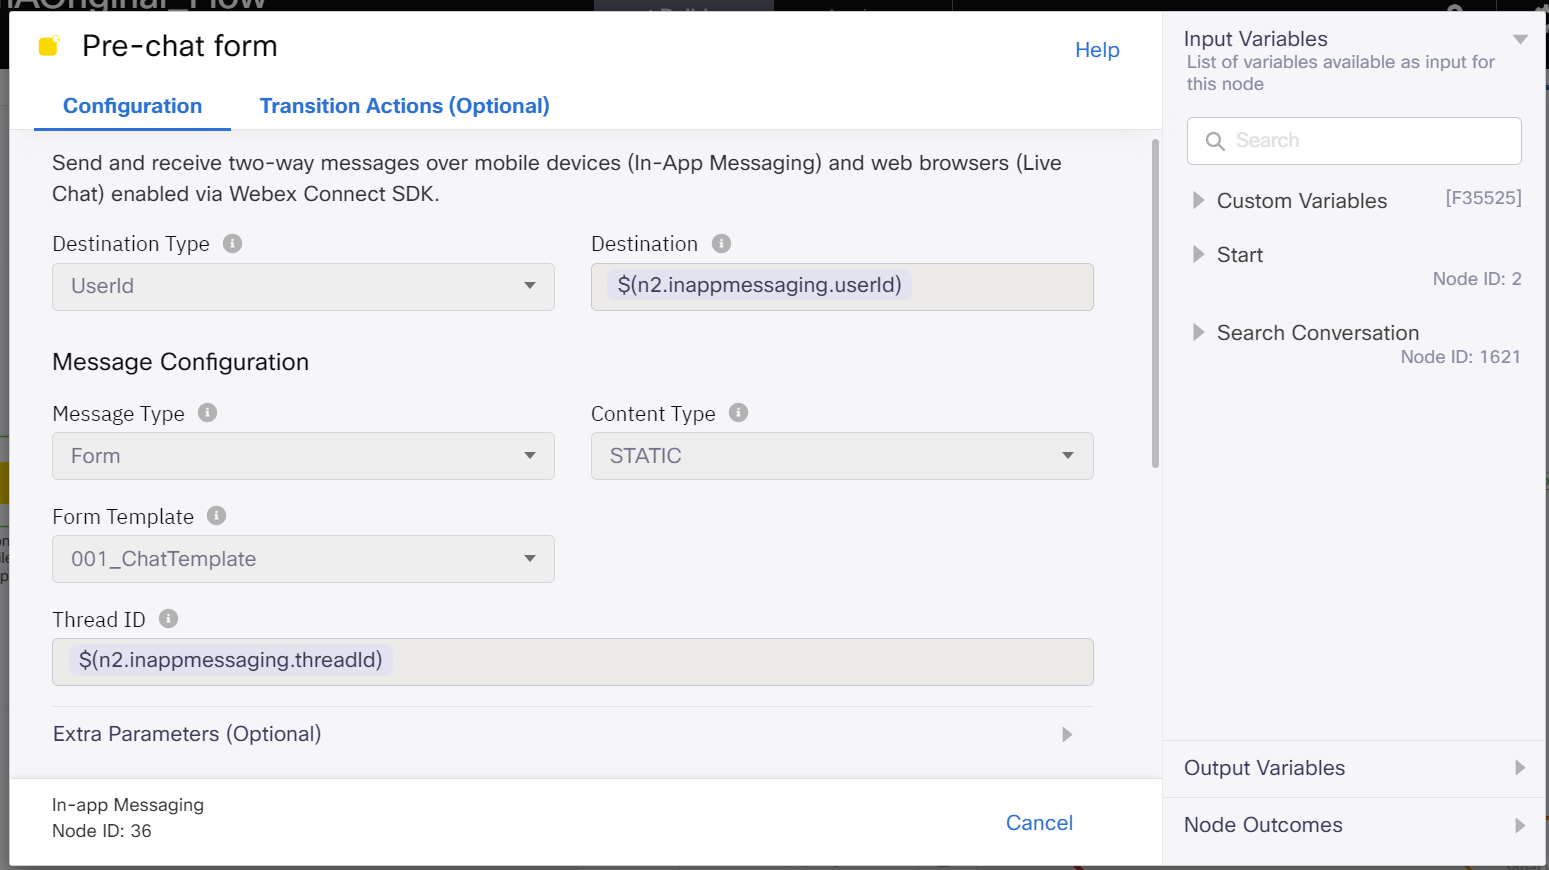 Pre-chat form
Help
Configuration
Transition Actions (Optional)
Send and receive two-way messages over mobile devices (In-App Messaging) and web browsers (Live
Chat) enabled via Webex Connect SDK.
Destination Type
Destination
UserId
$(n2.inappmessaging.userId)
Message Configuration
Message Type
Content Type
Form
STATIC
Form Template
001_ChatTemplate
Thread ID
$(n2.inappmessaging.threadId)
Extra Parameters (Optional)
In-app Messaging
Node ID: 36
Cancel
Input Variables
List of variables available as input for
this node
Search
Custom Variables
[F35525]
Start
Node ID: 2
Search Conversation
Node ID: 1621
Output Variables
Node Outcomes